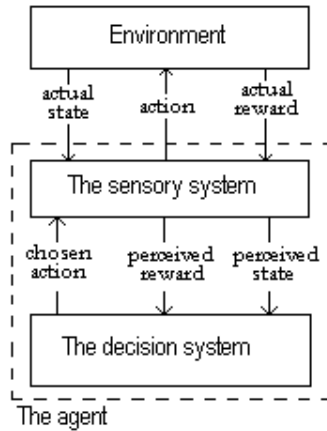 Environment
actual
state
action
actual
reward
The sensory system
chosen
action
perceived
reward
perceived
state
The decision system
The agent